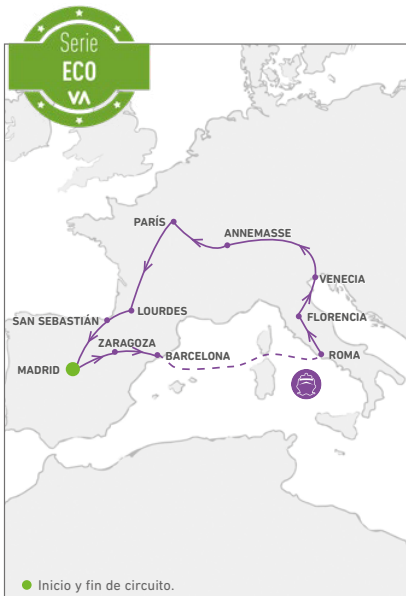 Serie
ECO
VA
PARÍS
ANNEMASSE
VENECIA
LOURDES
FLORENCIA
SAN SEBASTIÁN
ZARAGOZA
BARCELONA
ROMA
MADRID
Inicio y fin de circuito.